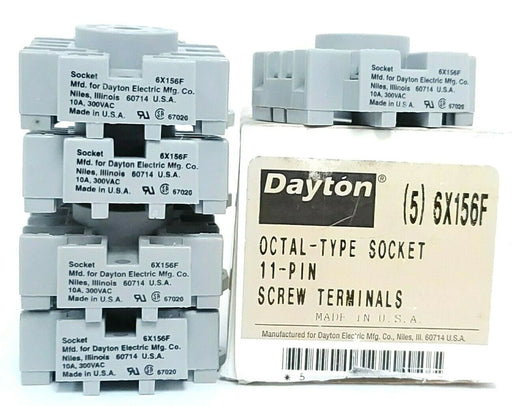 Socket 6X156F
Mfd. for Dayton Electric Mfg. Co.
Niles, Illinois 60714 U.S.A.
10A, 300VAC
Made in U.S.A. 67020
Socket 6X156F
Mfd. for Dayton Electric Mfg. Co.
Niles, Illinois 60714 U.S.A.
10A, 300VAC
Made in U.S.A. 67020
Socket 6X156F
Mfd. for Dayton Electric Mfg. Co.
Niles, Illinois 60714 U.S.A.
10A, 300VAC
Made in U.S.A. 67020
Socket 6X156F
Mfd. for Dayton Electric Mfg. Co.
Niles, Illinois 60714 U.S.A.
10A, 300VAC
Made in U.S.A. 67020
Socket 6X156F
Mfd. for Dayton Electric Mfg. Co.
Niles, Illinois 60714 U.S.A.
10A, 300VAC
Made in U.S.A. 67020
Dayton® (5) 6X156F
OCTAL-TYPE SOCKET
11-PIN
SCREW TERMINALS
MADE IN U.S.A.
Manufactured for Dayton Electric Mfg. Co., Niles, Ill. 60714 U.S.A.
* 5